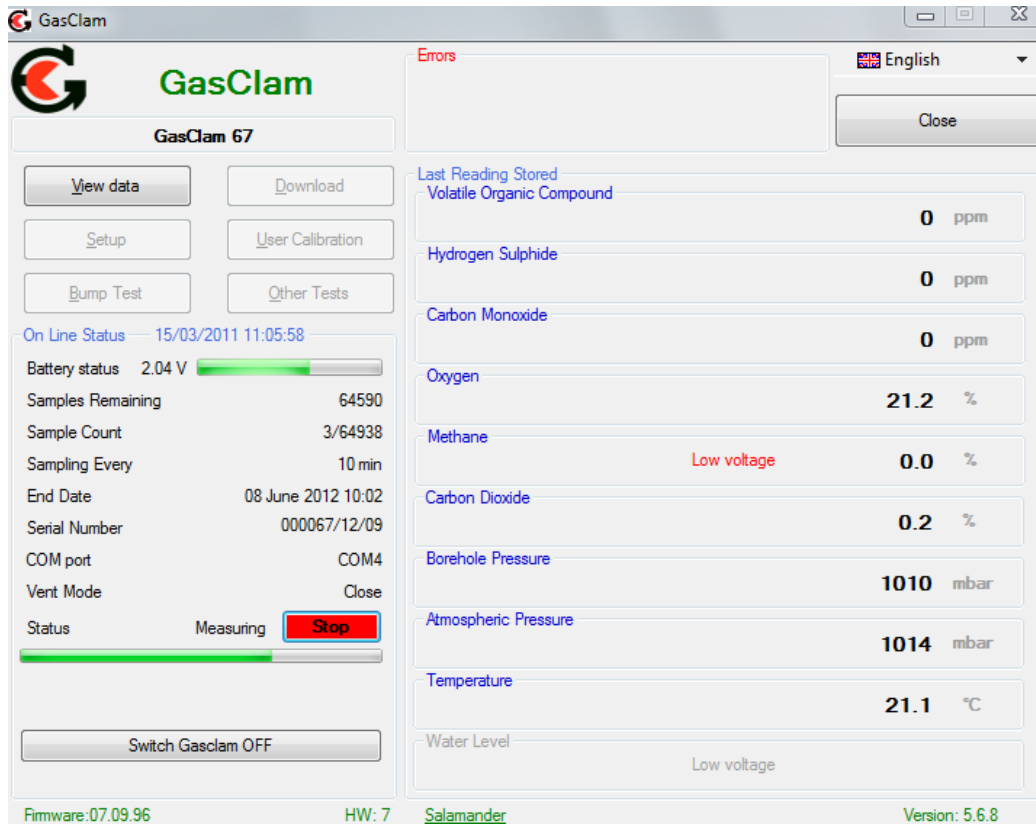 GasClam
GasClam
GasClam 67
Errors
English
Close
View data
Download
Setup
User Calibration
Bump Test
Other Tests
On Line Status 15/03/2011 11:05:58
Battery status 2.04 V
Samples Remaining 64590
Sample Count 3/64938
Sampling Every 10 min
End Date 08 June 2012 10:02
Serial Number 000067/12/09
COM port COM4
Vent Mode Close
Status Measuring Stop
Switch Gasclam OFF
Last Reading Stored
Volatile Organic Compound
0 ppm
Hydrogen Sulphide
0 ppm
Carbon Monoxide
0 ppm
Oxygen
21.2 %
Methane
Low voltage 0.0 %
Carbon Dioxide
0.2 %
Borehole Pressure
1010 mbar
Atmospheric Pressure
1014 mbar
Temperature
21.1 °C
Water Level
Low voltage
Firmware:07.09.96 HW: 7 Salamander Version: 5.6.8